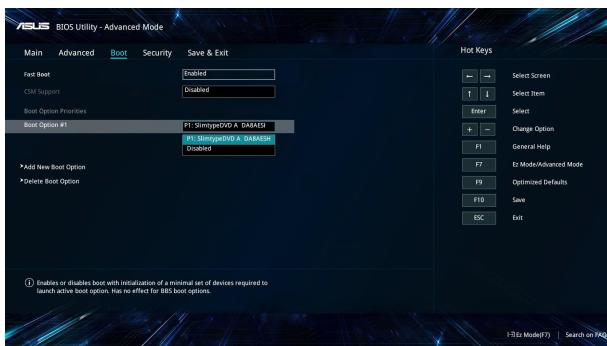 ASUS BIOS Utility - Advanced Mode
Main Advanced Boot Security Save & Exit
Hot Keys
Fast Boot Enabled
CSM Support Disabled
Boot Option Priorities
Boot Option #1 P1: SlimtypeDVD A DA8AESI
P1: SlimtypeDVD A DA8AESH
Disabled
>Add New Boot Option
>Delete Boot Option
← → Select Screen
↑ ↓ Select Item
Enter Select
+ − Change Option
F1 General Help
F7 Ez Mode/Advanced Mode
F9 Optimized Defaults
F10 Save
ESC Exit
Enables or disables boot with initialization of a minimal set of devices required to
launch active boot option. Has no effect for BBS boot options.
Ez Mode(F7) | Search on FAQ